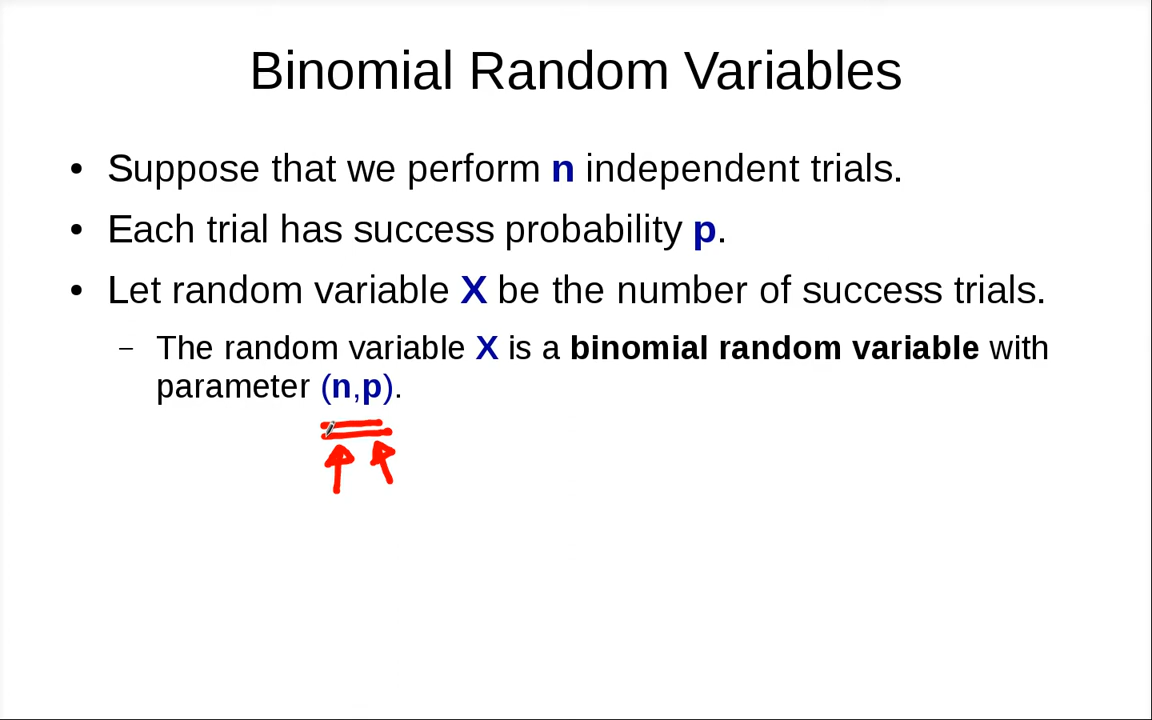 Binomial Random Variables
• Suppose that we perform n independent trials.
• Each trial has success probability p.
• Let random variable X be the number of success trials.
– The random variable X is a binomial random variable with
parameter (n,p).